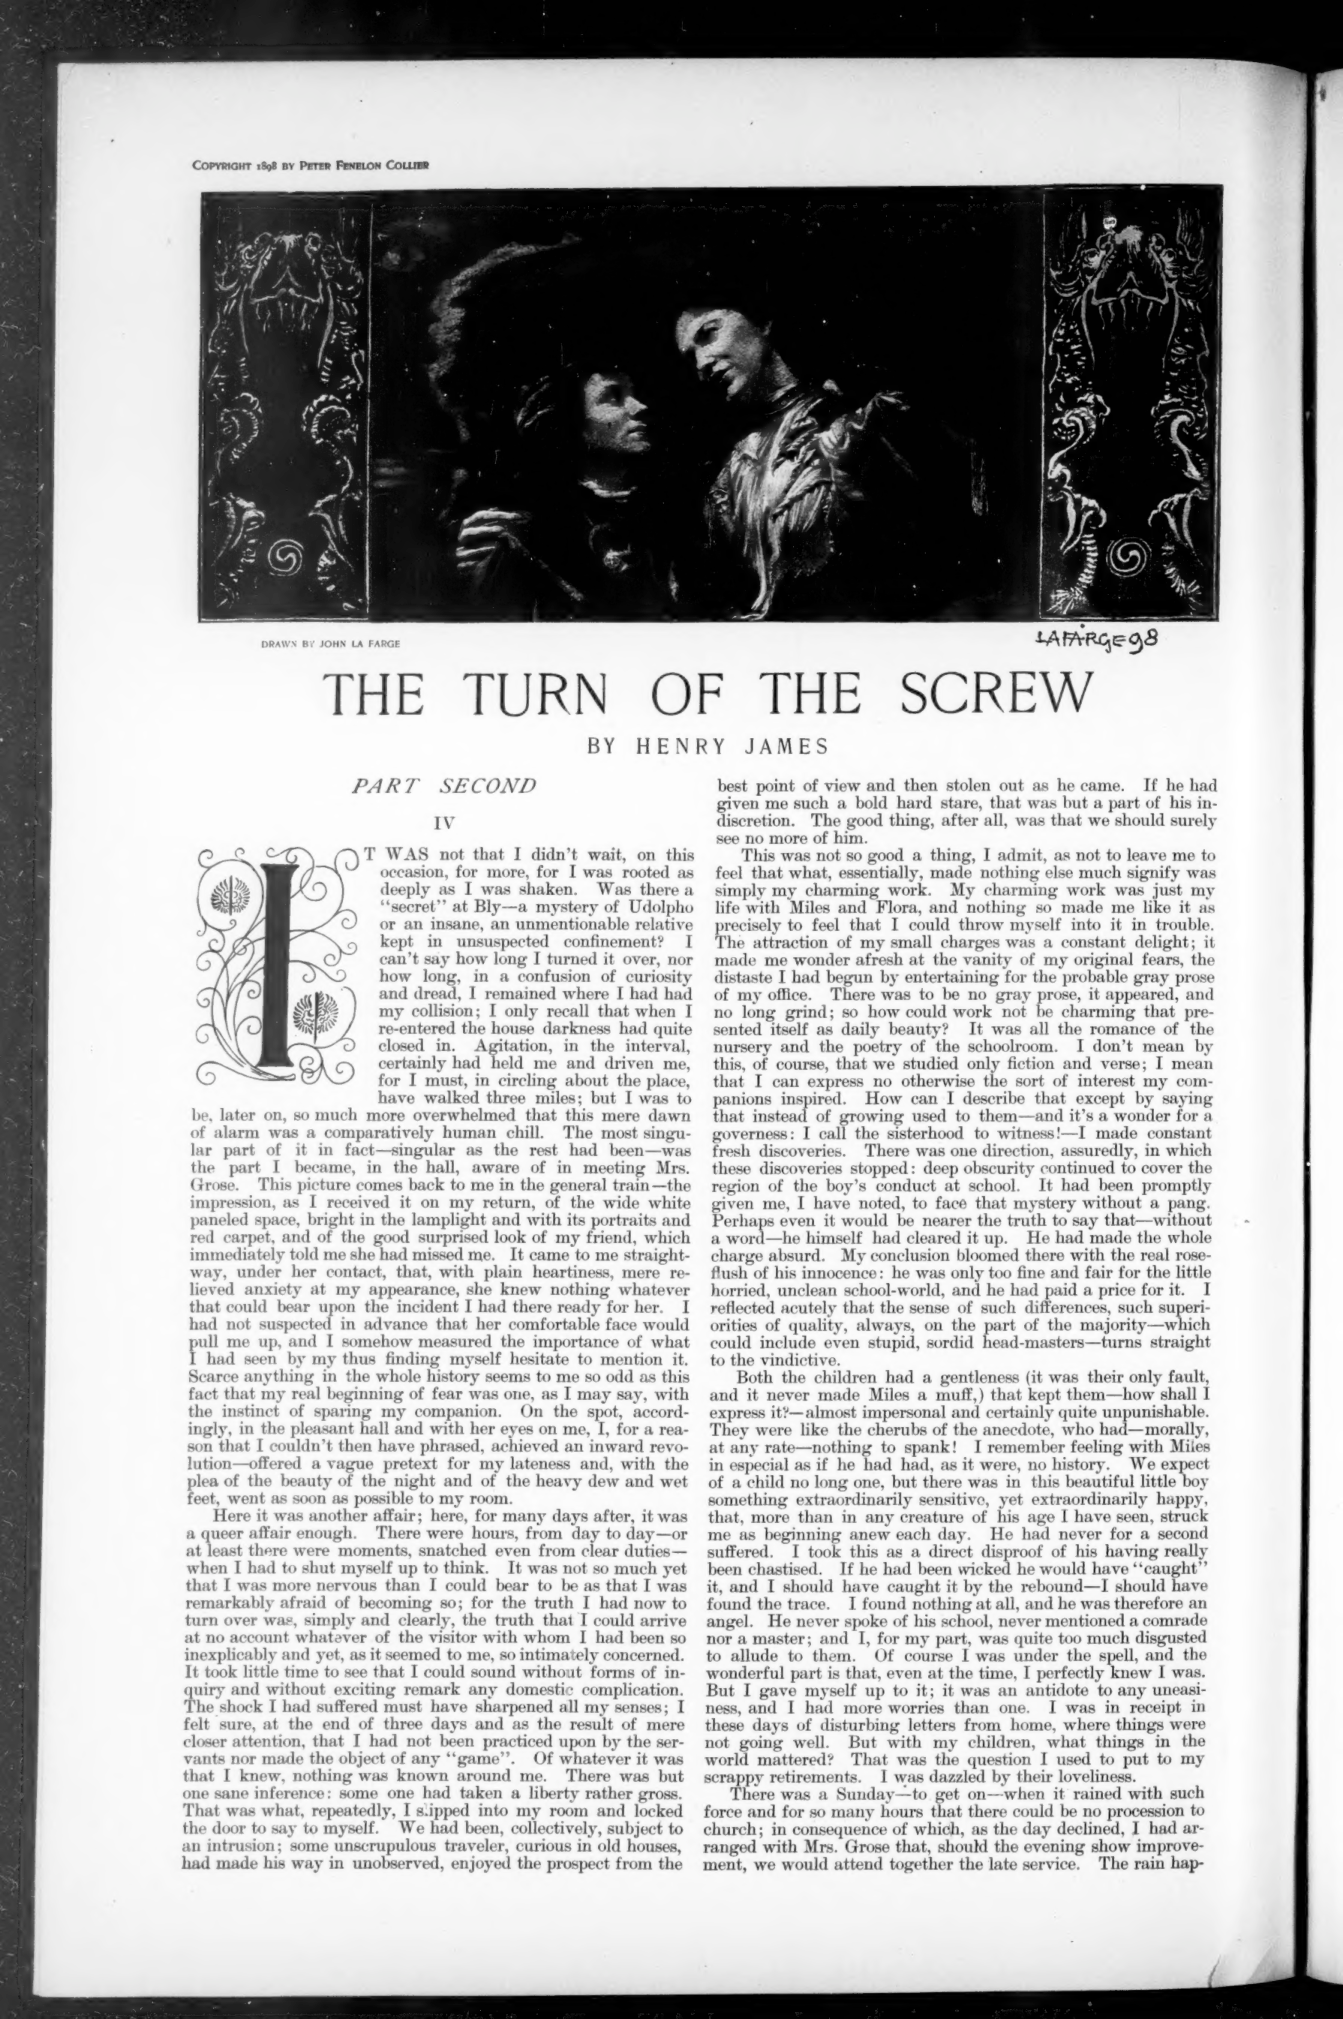 COPYRIGHT 1898 BY PETER FENELON COLLIER
DRAWN BY JOHN LA FARGE
LAFARGE 98
THE TURN OF THE SCREW
BY HENRY JAMES
PART SECOND
IV
IT WAS not that I didn't wait, on this
occasion, for more, for I was rooted as
deeply as I was shaken. Was there a
"secret" at Bly—a mystery of Udolpho
or an insane, an unmentionable relative
kept in unsuspected confinement? I
can't say how long I turned it over, nor
how long, in a confusion of curiosity
and dread, I remained where I had had
my collision; I only recall that when I
re-entered the house darkness had quite
closed in. Agitation, in the interval,
certainly had held me and driven me,
for I must, in circling about the place,
have walked three miles; but I was to
be, later on, so much more overwhelmed that this mere dawn
of alarm was a comparatively human chill. The most singu-
lar part of it in fact—singular as the rest had been—was
the part I became, in the hall, aware of in meeting Mrs.
Grose. This picture comes back to me in the general train—the
impression, as I received it on my return, of the wide white
paneled space, bright in the lamplight and with its portraits and
red carpet, and of the good surprised look of my friend, which
immediately told me she had missed me. It came to me straight-
way, under her contact, that, with plain heartiness, mere re-
lieved anxiety at my appearance, she knew nothing whatever
that could bear upon the incident I had there ready for her. I
had not suspected in advance that her comfortable face would
pull me up, and I somehow measured the importance of what
I had seen by my thus finding myself hesitate to mention it.
Scarce anything in the whole history seems to me so odd as this
fact that my real beginning of fear was one, as I may say, with
the instinct of sparing my companion. On the spot, accord-
ingly, in the pleasant hall and with her eyes on me, I, for a rea-
son that I couldn't then have phrased, achieved an inward revo-
lution—offered a vague pretext for my lateness and, with the
plea of the beauty of the night and of the heavy dew and wet
feet, went as soon as possible to my room.
Here it was another affair; here, for many days after, it was
a queer affair enough. There were hours, from day to day—or
at least there were moments, snatched even from clear duties—
when I had to shut myself up to think. It was not so much yet
that I was more nervous than I could bear to be as that I was
remarkably afraid of becoming so; for the truth I had now to
turn over was, simply and clearly, the truth that I could arrive
at no account whatever of the visitor with whom I had been so
inexplicably and yet, as it seemed to me, so intimately concerned.
It took little time to see that I could sound without forms of in-
quiry and without exciting remark any domestic complication.
The shock I had suffered must have sharpened all my senses; I
felt sure, at the end of three days and as the result of mere
closer attention, that I had not been practiced upon by the ser-
vants nor made the object of any "game". Of whatever it was
that I knew, nothing was known around me. There was but
one sane inference: some one had taken a liberty rather gross.
That was what, repeatedly, I slipped into my room and locked
the door to say to myself. We had been, collectively, subject to
an intrusion; some unscrupulous traveler, curious in old houses,
had made his way in unobserved, enjoyed the prospect from the
best point of view and then stolen out as he came. If he had
given me such a bold hard stare, that was but a part of his in-
discretion. The good thing, after all, was that we should surely
see no more of him.
This was not so good a thing, I admit, as not to leave me to
feel that what, essentially, made nothing else much signify was
simply my charming work. My charming work was just my
life with Miles and Flora, and nothing so made me like it as
precisely to feel that I could throw myself into it in trouble.
The attraction of my small charges was a constant delight; it
made me wonder afresh at the vanity of my original fears, the
distaste I had begun by entertaining for the probable gray prose
of my office. There was to be no gray prose, it appeared, and
no long grind; so how could work not be charming that pre-
sented itself as daily beauty? It was all the romance of the
nursery and the poetry of the schoolroom. I don't mean by
this, of course, that we studied only fiction and verse; I mean
that I can express no otherwise the sort of interest my com-
panions inspired. How can I describe that except by saying
that instead of growing used to them—and it's a wonder for a
governess: I call the sisterhood to witness!—I made constant
fresh discoveries. There was one direction, assuredly, in which
these discoveries stopped: deep obscurity continued to cover the
region of the boy's conduct at school. It had been promptly
given me, I have noted, to face that mystery without a pang.
Perhaps even it would be nearer the truth to say that—without
a word—he himself had cleared it up. He had made the whole
charge absurd. My conclusion bloomed there with the real rose-
flush of his innocence: he was only too fine and fair for the little
horried, unclean school-world, and he had paid a price for it. I
reflected acutely that the sense of such differences, such superi-
orities of quality, always, on the part of the majority—which
could include even stupid, sordid head-masters—turns straight
to the vindictive.
Both the children had a gentleness (it was their only fault,
and it never made Miles a muff,) that kept them—how shall I
express it?—almost impersonal and certainly quite unpunishable.
They were like the cherubs of the anecdote, who had—morally,
at any rate—nothing to spank! I remember feeling with Miles
in especial as if he had had, as it were, no history. We expect
of a child no long one, but there was in this beautiful little boy
something extraordinarily sensitive, yet extraordinarily happy,
that, more than in any creature of his age I have seen, struck
me as beginning anew each day. He had never for a second
suffered. I took this as a direct disproof of his having really
been chastised. If he had been wicked he would have "caught"
it, and I should have caught it by the rebound—I should have
found the trace. I found nothing at all, and he was therefore an
angel. He never spoke of his school, never mentioned a comrade
nor a master; and I, for my part, was quite too much disgusted
to allude to them. Of course I was under the spell, and the
wonderful part is that, even at the time, I perfectly knew I was.
But I gave myself up to it; it was an antidote to any uneasi-
ness, and I had more worries than one. I was in receipt in
these days of disturbing letters from home, where things were
not going well. But with my children, what things in the
world mattered? That was the question I used to put to my
scrappy retirements. I was dazzled by their loveliness.
There was a Sunday—to get on—when it rained with such
force and for so many hours that there could be no procession to
church; in consequence of which, as the day declined, I had ar-
ranged with Mrs. Grose that, should the evening show improve-
ment, we would attend together the late service. The rain hap-